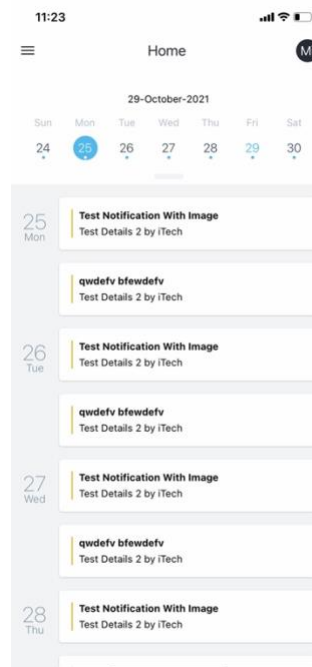 11:23
Home
M
29-October-2021
Sun Mon Tue Wed Thu Fri Sat
24 25 26 27 28 29 30
25
Mon
Test Notification With Image
Test Details 2 by iTech
qwdefv bfewdefv
Test Details 2 by iTech
26
Tue
Test Notification With Image
Test Details 2 by iTech
qwdefv bfewdefv
Test Details 2 by iTech
27
Wed
Test Notification With Image
Test Details 2 by iTech
qwdefv bfewdefv
Test Details 2 by iTech
28
Thu
Test Notification With Image
Test Details 2 by iTech